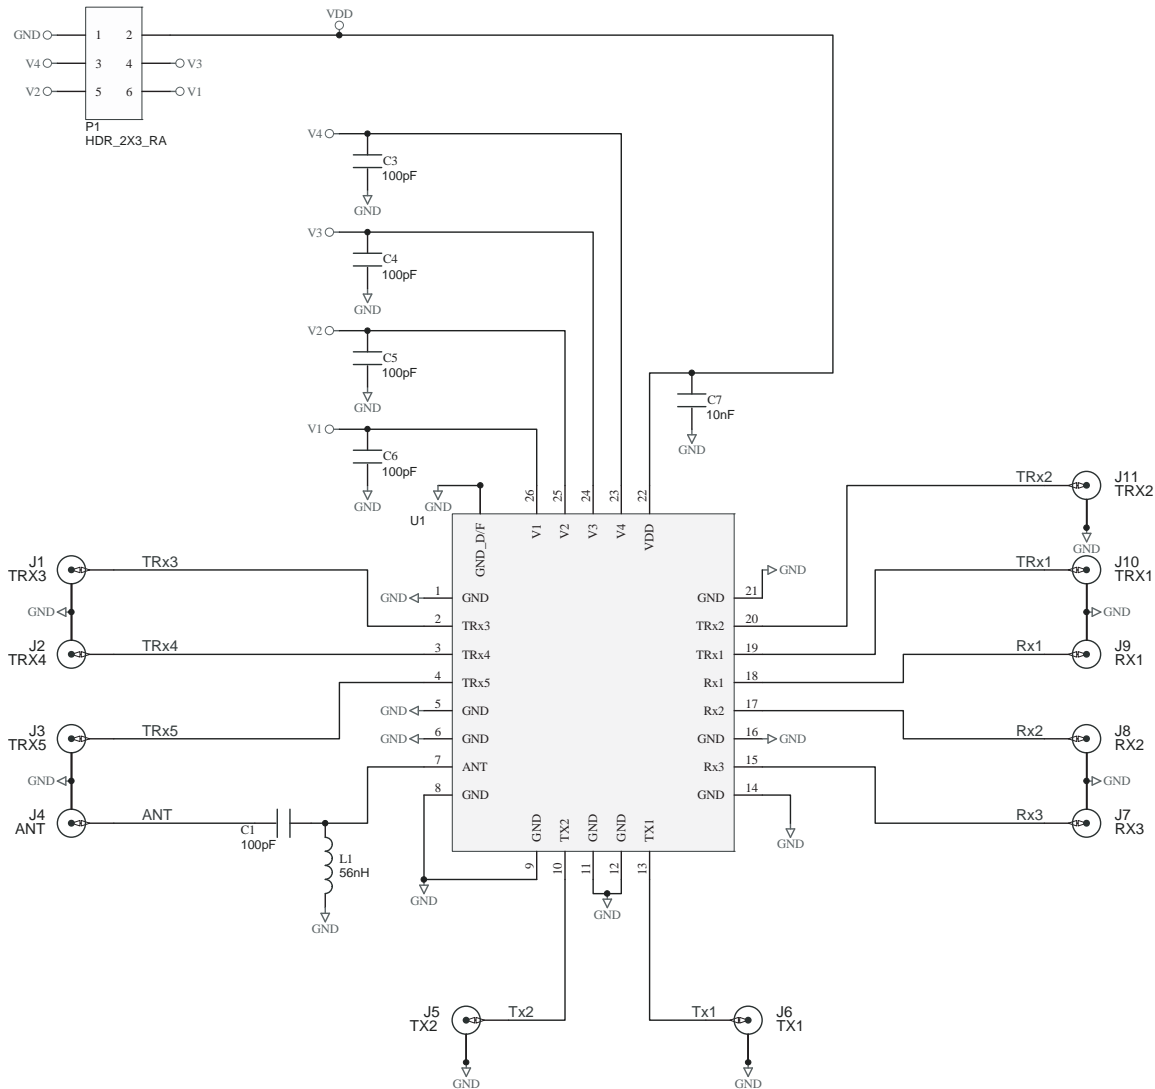 VDD
GND 1 2
V4 3 4 V3
V2 5 6 V1
P1
HDR_2X3_RA
V4
C3
100pF
GND
V3
C4
100pF
GND
V2
C5
100pF
GND
C7
10nF
GND
V1
C6
100pF
GND
GND
U1
26 25 24 23 22
GND_D/F V1 V2 V3 V4 VDD
TRx2
J11
TRX2
GND
J1
TRX3
TRx3
GND
J2
TRX4
TRx4
J3
TRX5
TRx5
GND
J4
ANT
ANT
C1
100pF
L1
56nH
GND
GND 1 GND
2 TRx3
3 TRx4
4 TRx5
GND 5 GND
GND 6 GND
7 ANT
8 GND
GND 21 GND
TRx2 20
TRx1 19
Rx1 18
Rx2 17
GND 16 GND
Rx3 15
GND 14
GND
TRx1
J10
TRX1
GND
Rx1
J9
RX1
Rx2
J8
RX2
GND
Rx3
J7
RX3
GND TX2 GND GND TX1
9 10 11 12 13
GND
GND
J5
TX2
Tx2
GND
Tx1
J6
TX1
GND